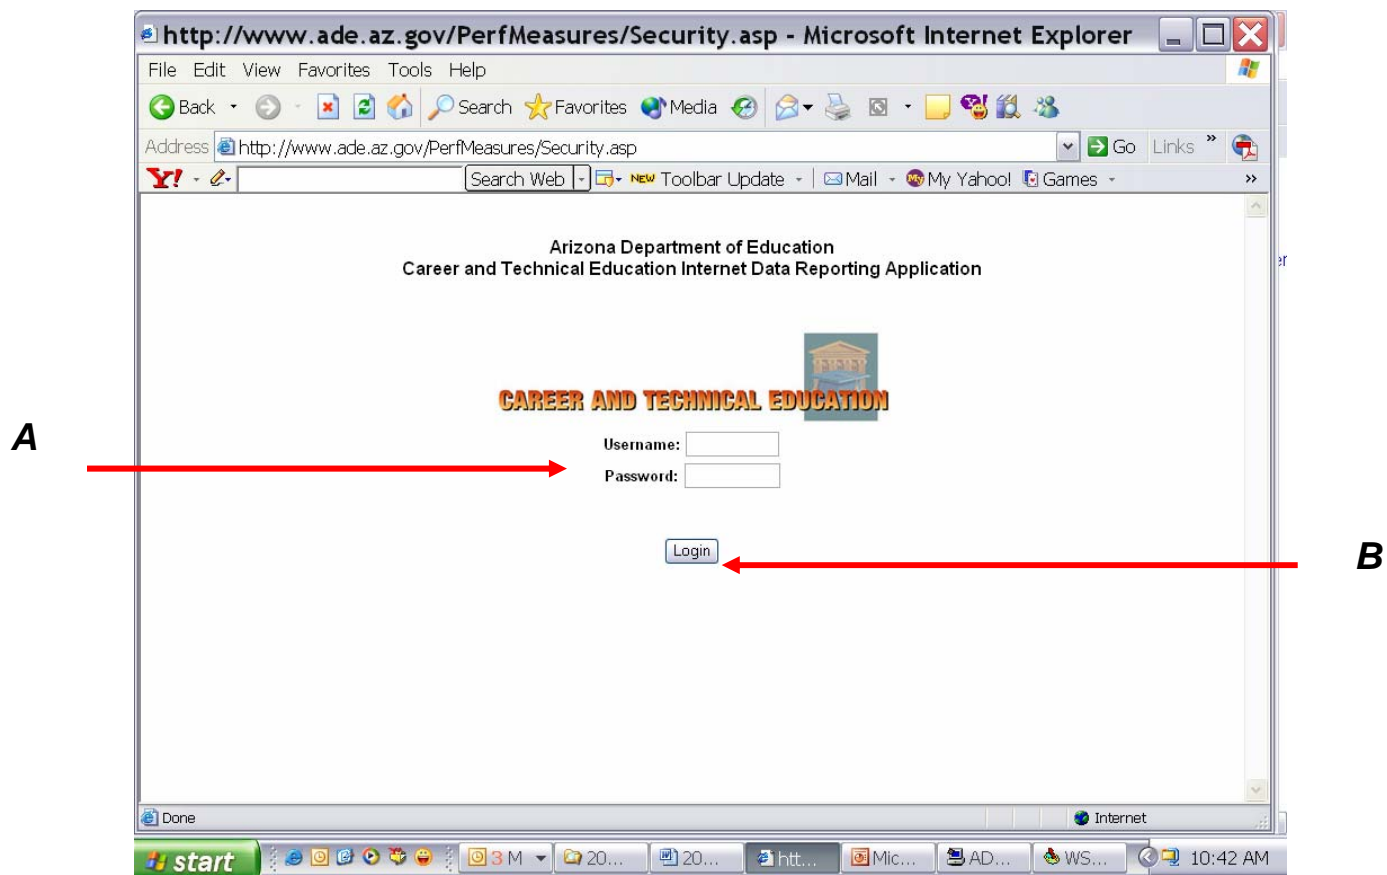 http://www.ade.az.gov/PerfMeasures/Security.asp - Microsoft Internet Explorer
File Edit View Favorites Tools Help
Back Search Favorites Media
Address http://www.ade.az.gov/PerfMeasures/Security.asp Go Links »
Y! Search Web NEW Toolbar Update Mail My My Yahoo! Games »
Arizona Department of Education
Career and Technical Education Internet Data Reporting Application
er
CAREER AND TECHNICAL EDUCATION
A
Username:
Password:
Login
B
Done Internet
start 3 M 20... 20... htt... Mic... AD... WS... 10:42 AM